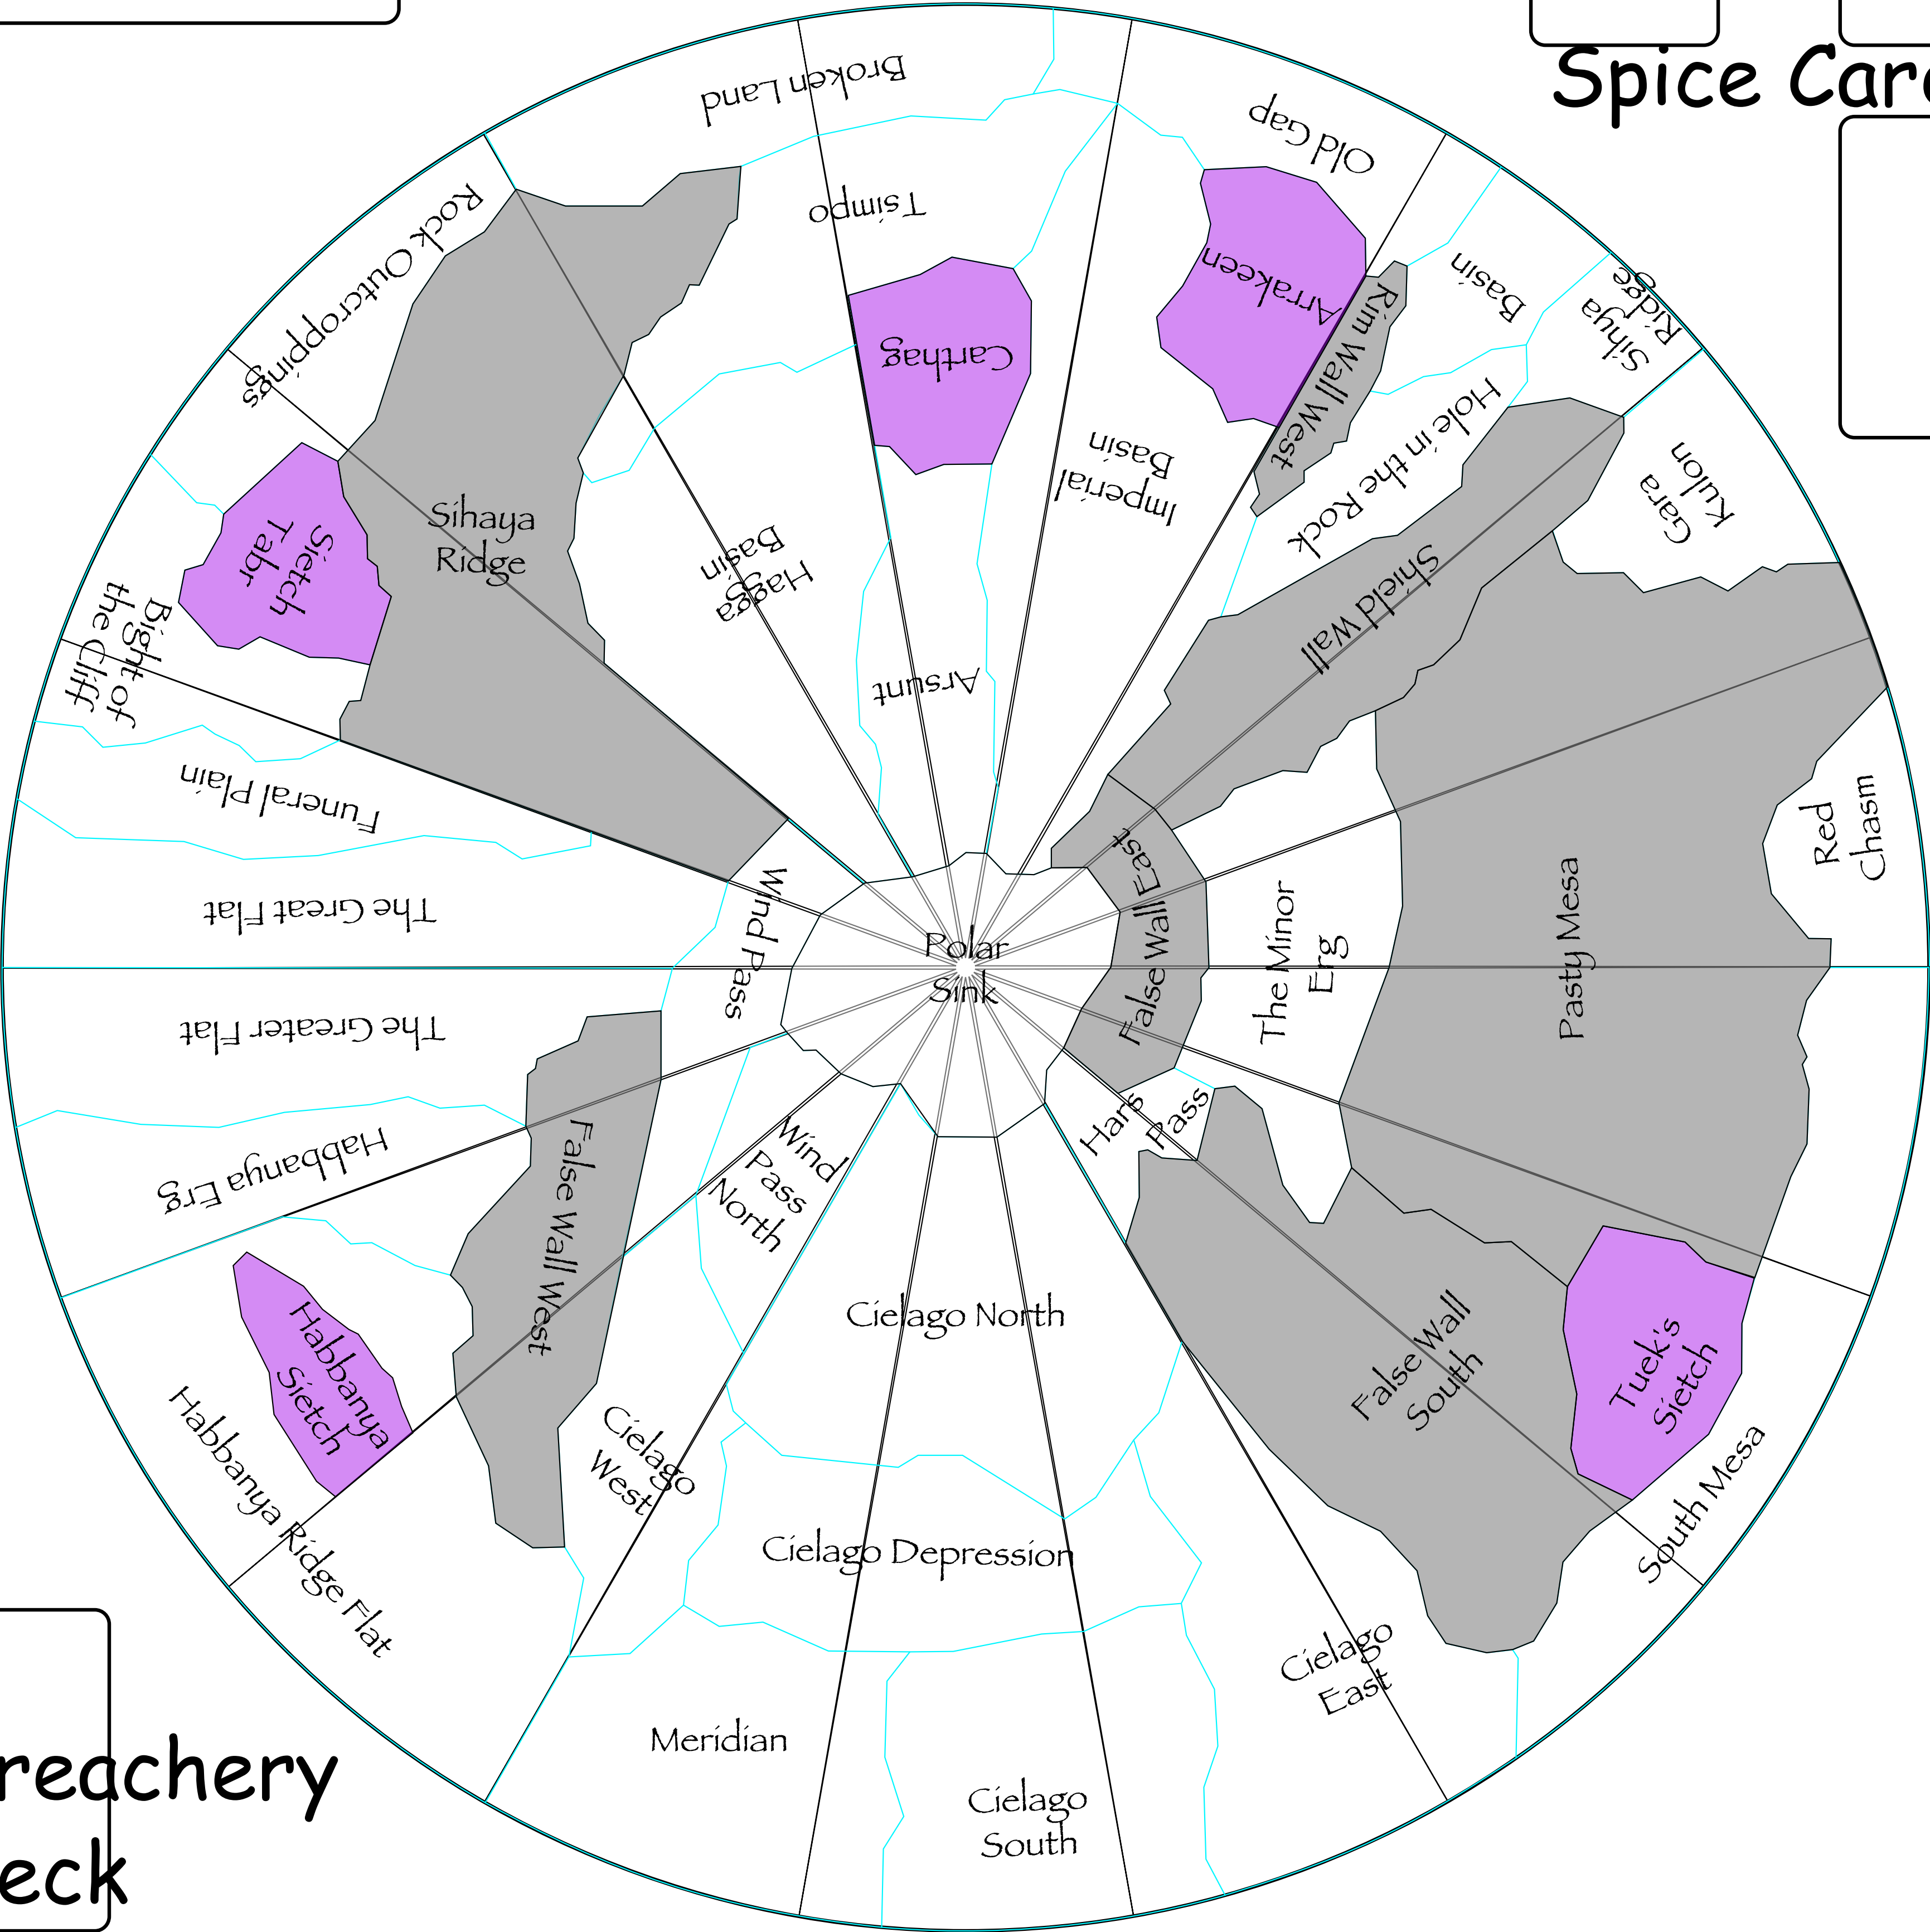 Spice Card
Broken Land
Old Gap
Tsimpo
Rock Outcroppings
Arrakeen
Basin
Sihya
Ridge
Rim Wall West
Carthag
Hole in the Rock
Gara
Kulon
Imperial
Basin
Sihaya
Ridge
Sietch
Tabr
Hagga
Basin
Shield Wall
Bight of
the Cliff
Arsunt
Funeral Plain
Red
Chasm
False Wall East
The Great Flat
Wind Pass
Polar
Sink
The Minor
Erg
Pasty Mesa
The Greater Flat
Hars
Pass
Habbanya Erg
Wind
Pass
North
False Wall West
Cielago North
Habbanya
Sietch
False Wall
South
Tuek's
Sietch
Cielago
West
Habbanya Ridge Flat
South Mesa
Cielago Depression
Cielago
East
Meridian
Cielago
South
reachery
eck